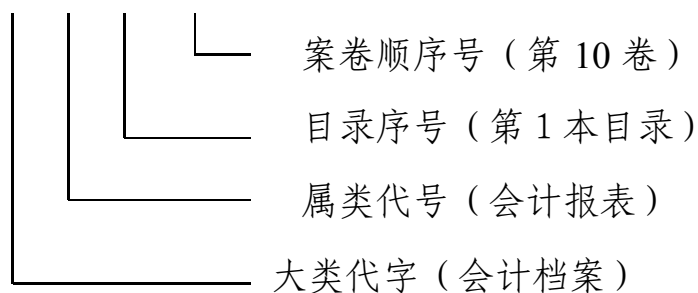 案卷顺序号（第 10 卷）
目录序号（第 1 本目录）
属类代号（会计报表）
大类代字（会计档案）